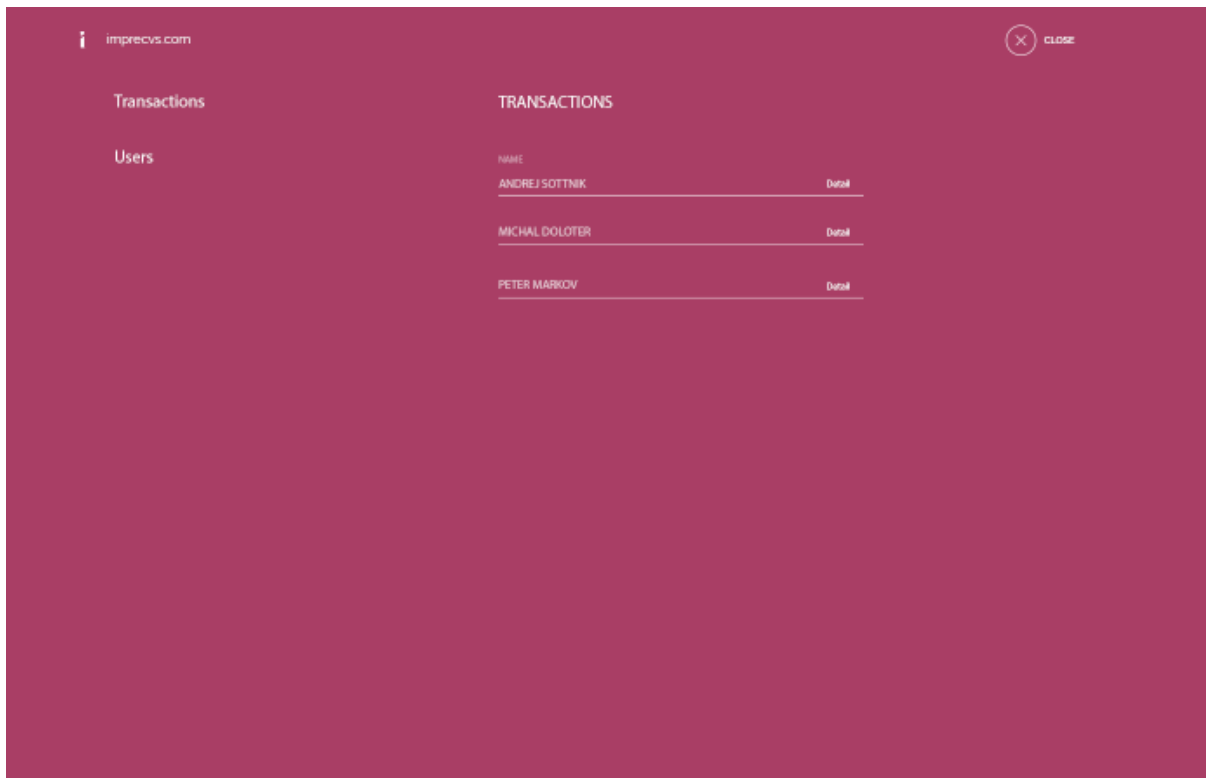 i imprecvs.com
CLOSE
Transactions
Users
TRANSACTIONS
NAME
ANDREJ SOTTNIK Detail
MICHAL DOLOTER Detail
PETER MARKOV Detail